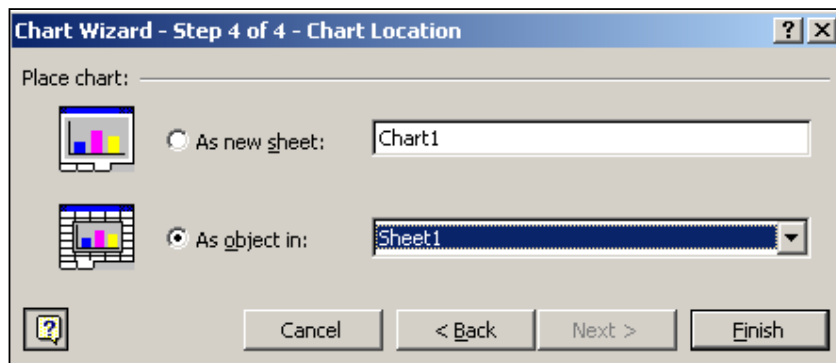 Chart Wizard - Step 4 of 4 - Chart Location
Place chart:
As new sheet: Chart1
As object in: Sheet1
Cancel < Back Next > Finish